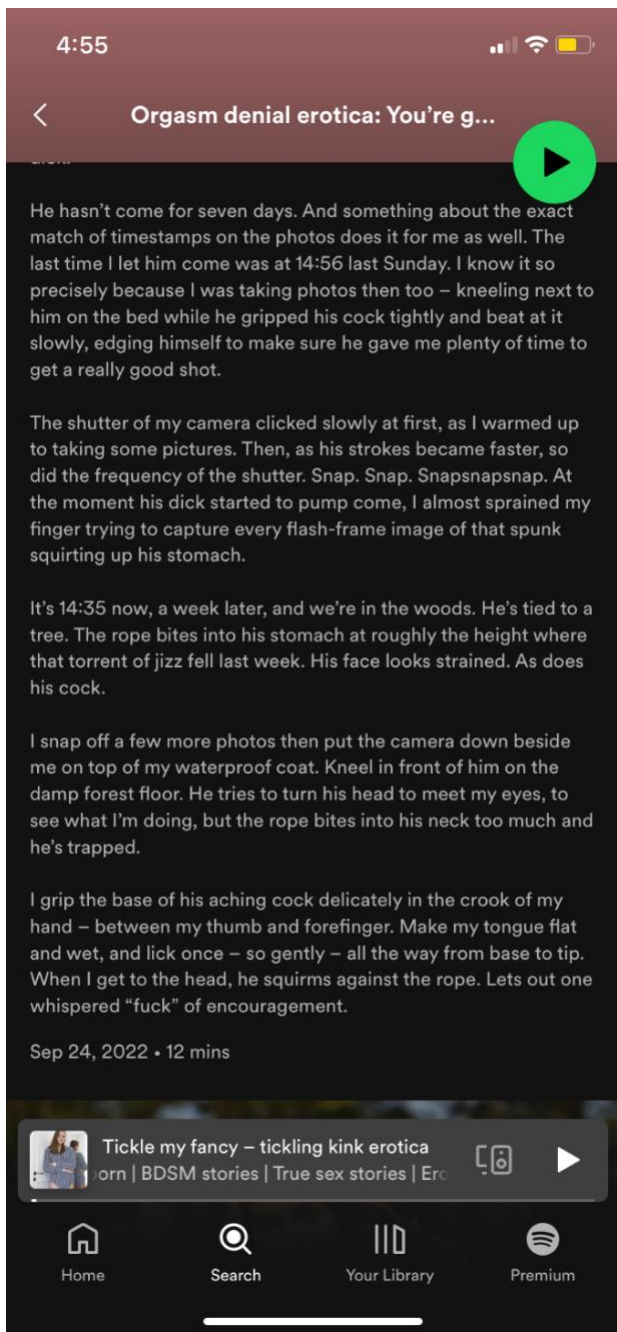 4:55
Orgasm denial erotica: You’re g...
He hasn’t come for seven days. And something about the exact
match of timestamps on the photos does it for me as well. The
last time I let him come was at 14:56 last Sunday. I know it so
precisely because I was taking photos then too – kneeling next to
him on the bed while he gripped his cock tightly and beat at it
slowly, edging himself to make sure he gave me plenty of time to
get a really good shot.
The shutter of my camera clicked slowly at first, as I warmed up
to taking some pictures. Then, as his strokes became faster, so
did the frequency of the shutter. Snap. Snap. Snapsnapsnap. At
the moment his dick started to pump come, I almost sprained my
finger trying to capture every flash-frame image of that spunk
squirting up his stomach.
It’s 14:35 now, a week later, and we’re in the woods. He’s tied to a
tree. The rope bites into his stomach at roughly the height where
that torrent of jizz fell last week. His face looks strained. As does
his cock.
I snap off a few more photos then put the camera down beside
me on top of my waterproof coat. Kneel in front of him on the
damp forest floor. He tries to turn his head to meet my eyes, to
see what I’m doing, but the rope bites into his neck too much and
he’s trapped.
I grip the base of his aching cock delicately in the crook of my
hand – between my thumb and forefinger. Make my tongue flat
and wet, and lick once – so gently – all the way from base to tip.
When I get to the head, he squirms against the rope. Lets out one
whispered “fuck” of encouragement.
Sep 24, 2022 • 12 mins
Tickle my fancy – tickling kink erotica
orn | BDSM stories | True sex stories | Ero
Home
Search
Your Library
Premium